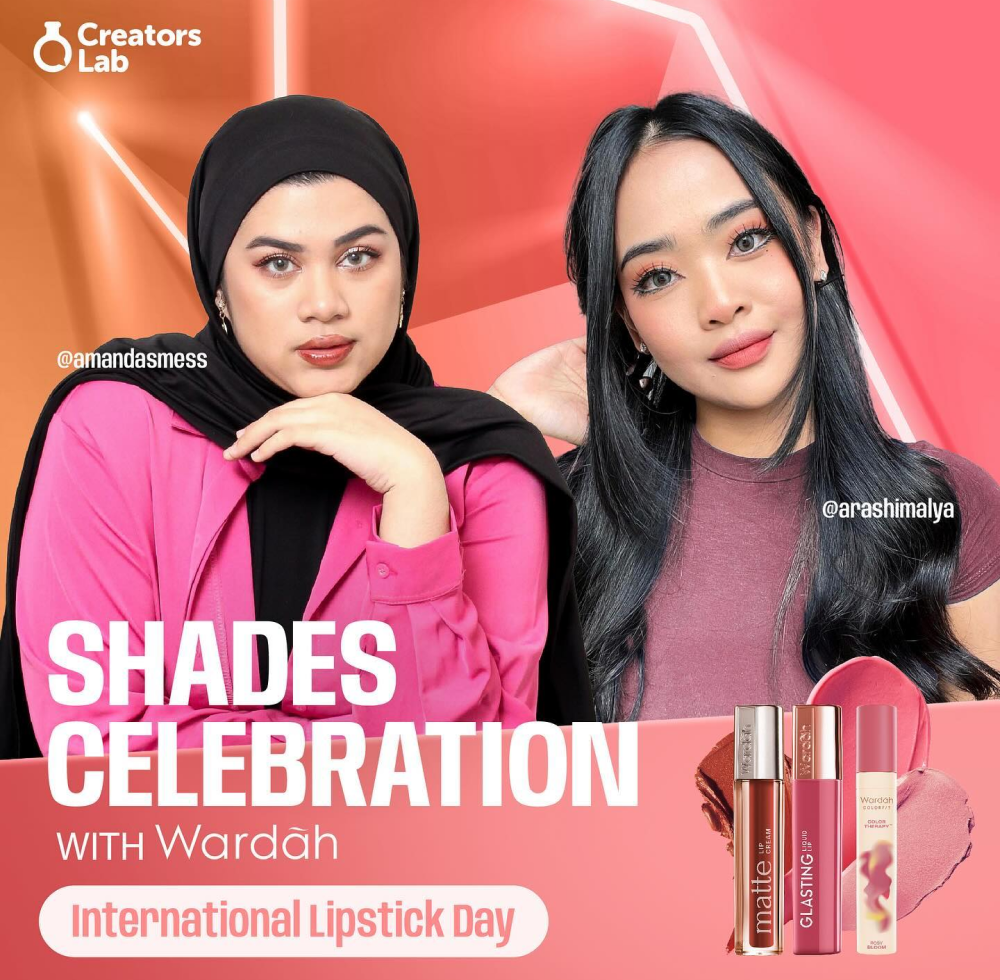 Creators
Lab
@amandasmess
@arashimalya
SHADES
CELEBRATION
WITH Wardah
International Lipstick Day
Wardah
matte LIP CREAM
Wardah
GLASTING LIQUID LIP
Wardah
COLORFIT
COLOR
THERAPY
ROSY
BLOOM